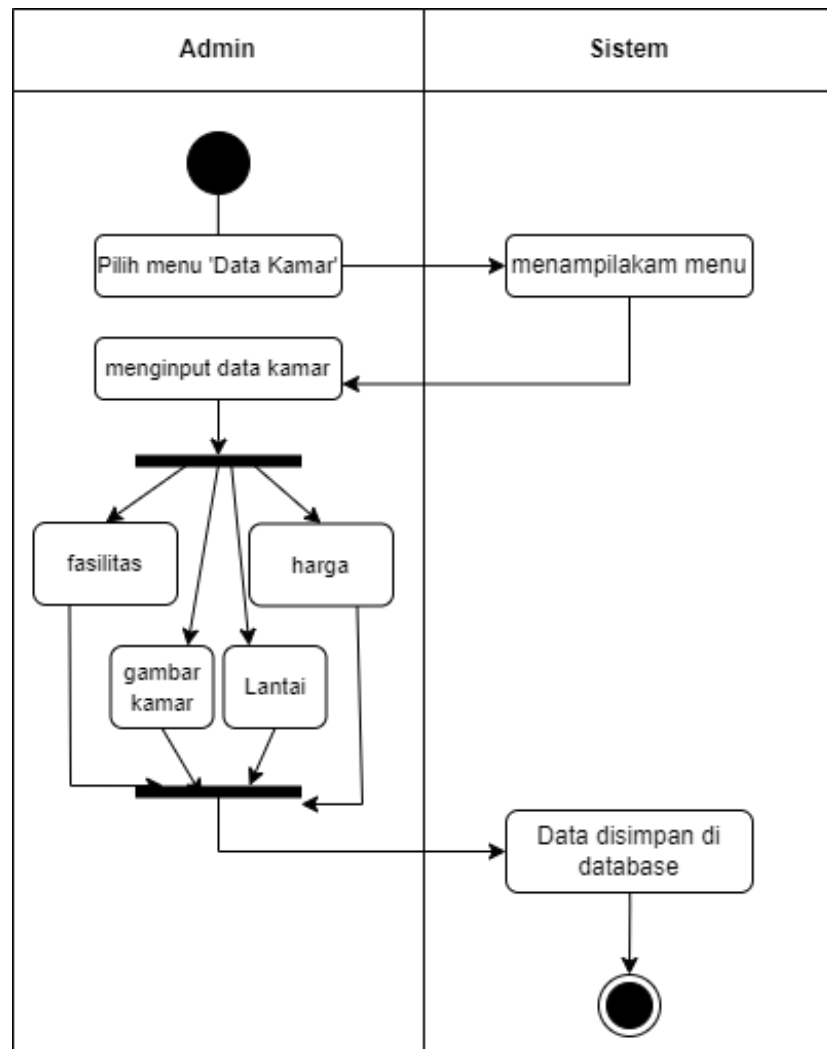 Admin
Sistem
Pilih menu 'Data Kamar'
menampilakam menu
menginput data kamar
fasilitas
harga
gambar
kamar
Lantai
Data disimpan di
database